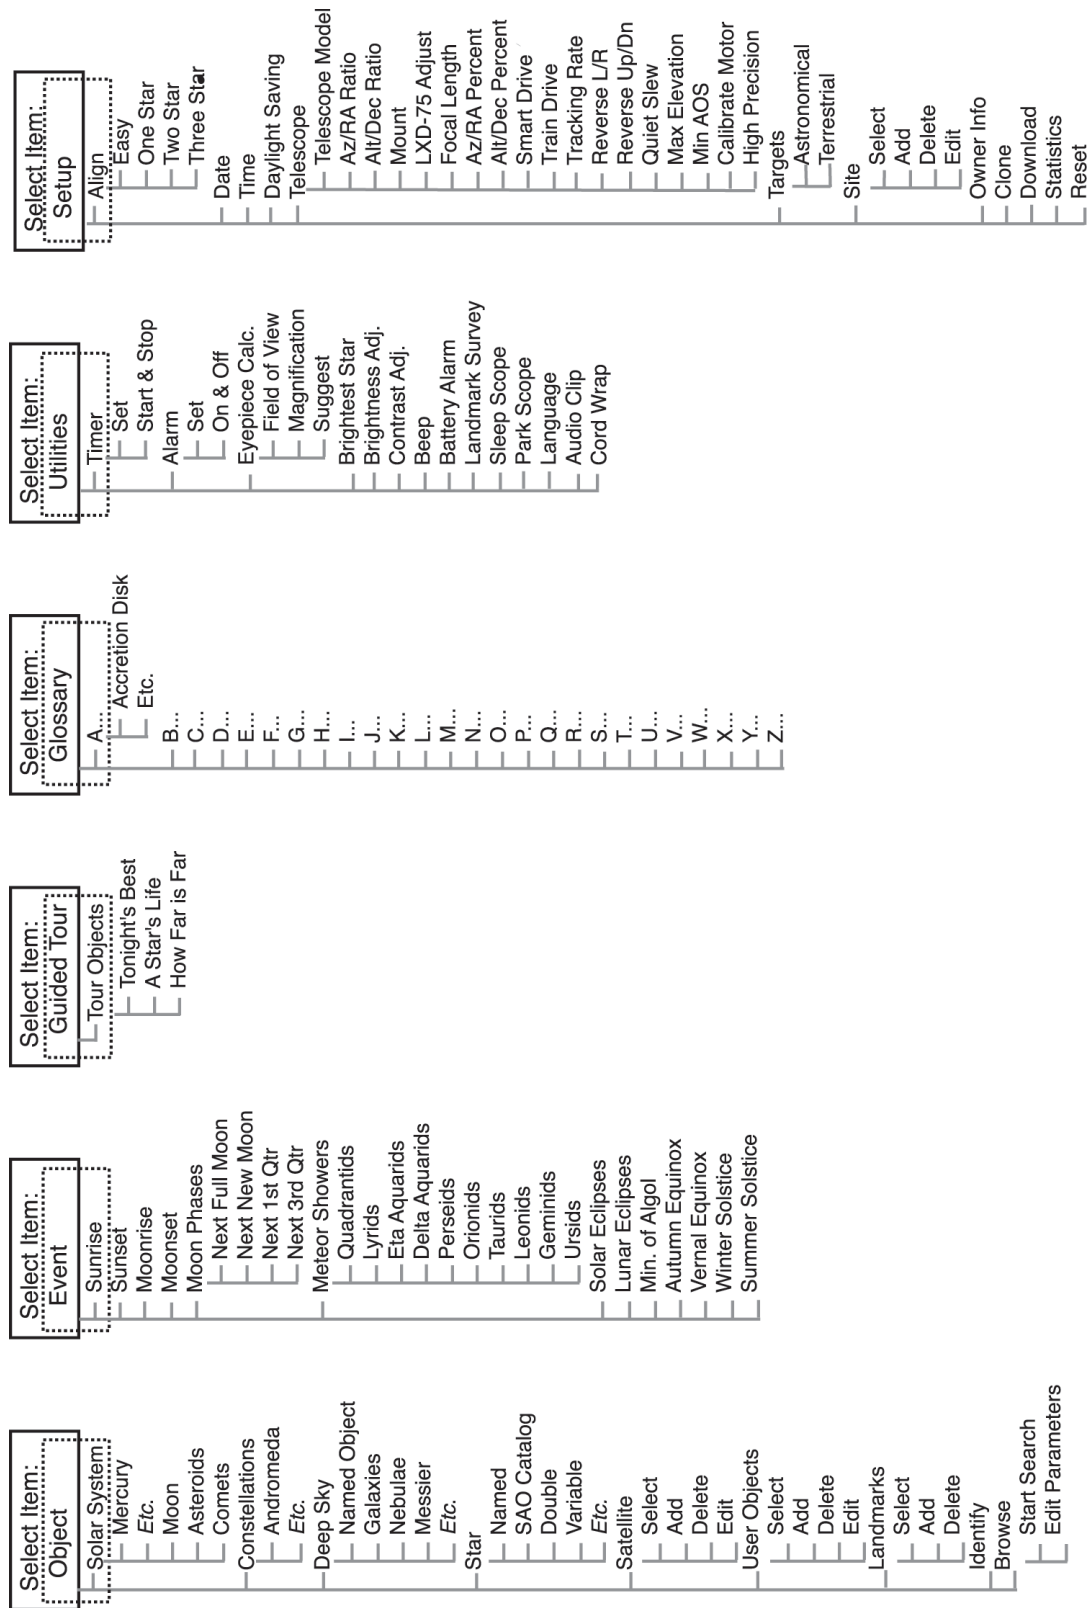 Select Item:
Object
Solar System
Mercury
Etc.
Moon
Asteroids
Comets
Constellations
Andromeda
Etc.
Deep Sky
Named Object
Galaxies
Nebulae
Messier
Etc.
Star
Named
SAO Catalog
Double
Variable
Etc.
Satellite
Select
Add
Delete
Edit
User Objects
Select
Add
Delete
Edit
Landmarks
Select
Add
Delete
Identify
Browse
Start Search
Edit Parameters
Select Item:
Event
Sunrise
Sunset
Moonrise
Moonset
Moon Phases
Next Full Moon
Next New Moon
Next 1st Qtr
Next 3rd Qtr
Meteor Showers
Quadrantids
Lyrids
Eta Aquarids
Delta Aquarids
Perseids
Orionids
Taurids
Leonids
Geminids
Ursids
Solar Eclipses
Lunar Eclipses
Min. of Algol
Autumn Equinox
Vernal Equinox
Winter Solstice
Summer Solstice
Select Item:
Guided Tour
Tour Objects
Tonight's Best
A Star's Life
How Far is Far
Select Item:
Glossary
A...
Accretion Disk
Etc.
B...
C...
D...
E...
F...
G...
H...
I...
J...
K...
L...
M...
N...
O...
P...
Q...
R...
S...
T...
U...
V...
W...
X...
Y...
Z...
Select Item:
Utilities
Timer
Set
Start & Stop
Alarm
Set
On & Off
Eyepiece Calc.
Field of View
Magnification
Suggest
Brightest Star
Brightness Adj.
Contrast Adj.
Beep
Battery Alarm
Landmark Survey
Sleep Scope
Park Scope
Language
Audio Clip
Cord Wrap
Select Item:
Setup
Align
Easy
One Star
Two Star
Three Star
Date
Time
Daylight Saving
Telescope
Telescope Model
Az/RA Ratio
Alt/Dec Ratio
Mount
LXD-75 Adjust
Focal Length
Az/RA Percent
Alt/Dec Percent
Smart Drive
Train Drive
Tracking Rate
Reverse L/R
Reverse Up/Dn
Quiet Slew
Max Elevation
Min AOS
Calibrate Motor
High Precision
Targets
Astronomical
Terrestrial
Site
Select
Add
Delete
Edit
Owner Info
Clone
Download
Statistics
Reset